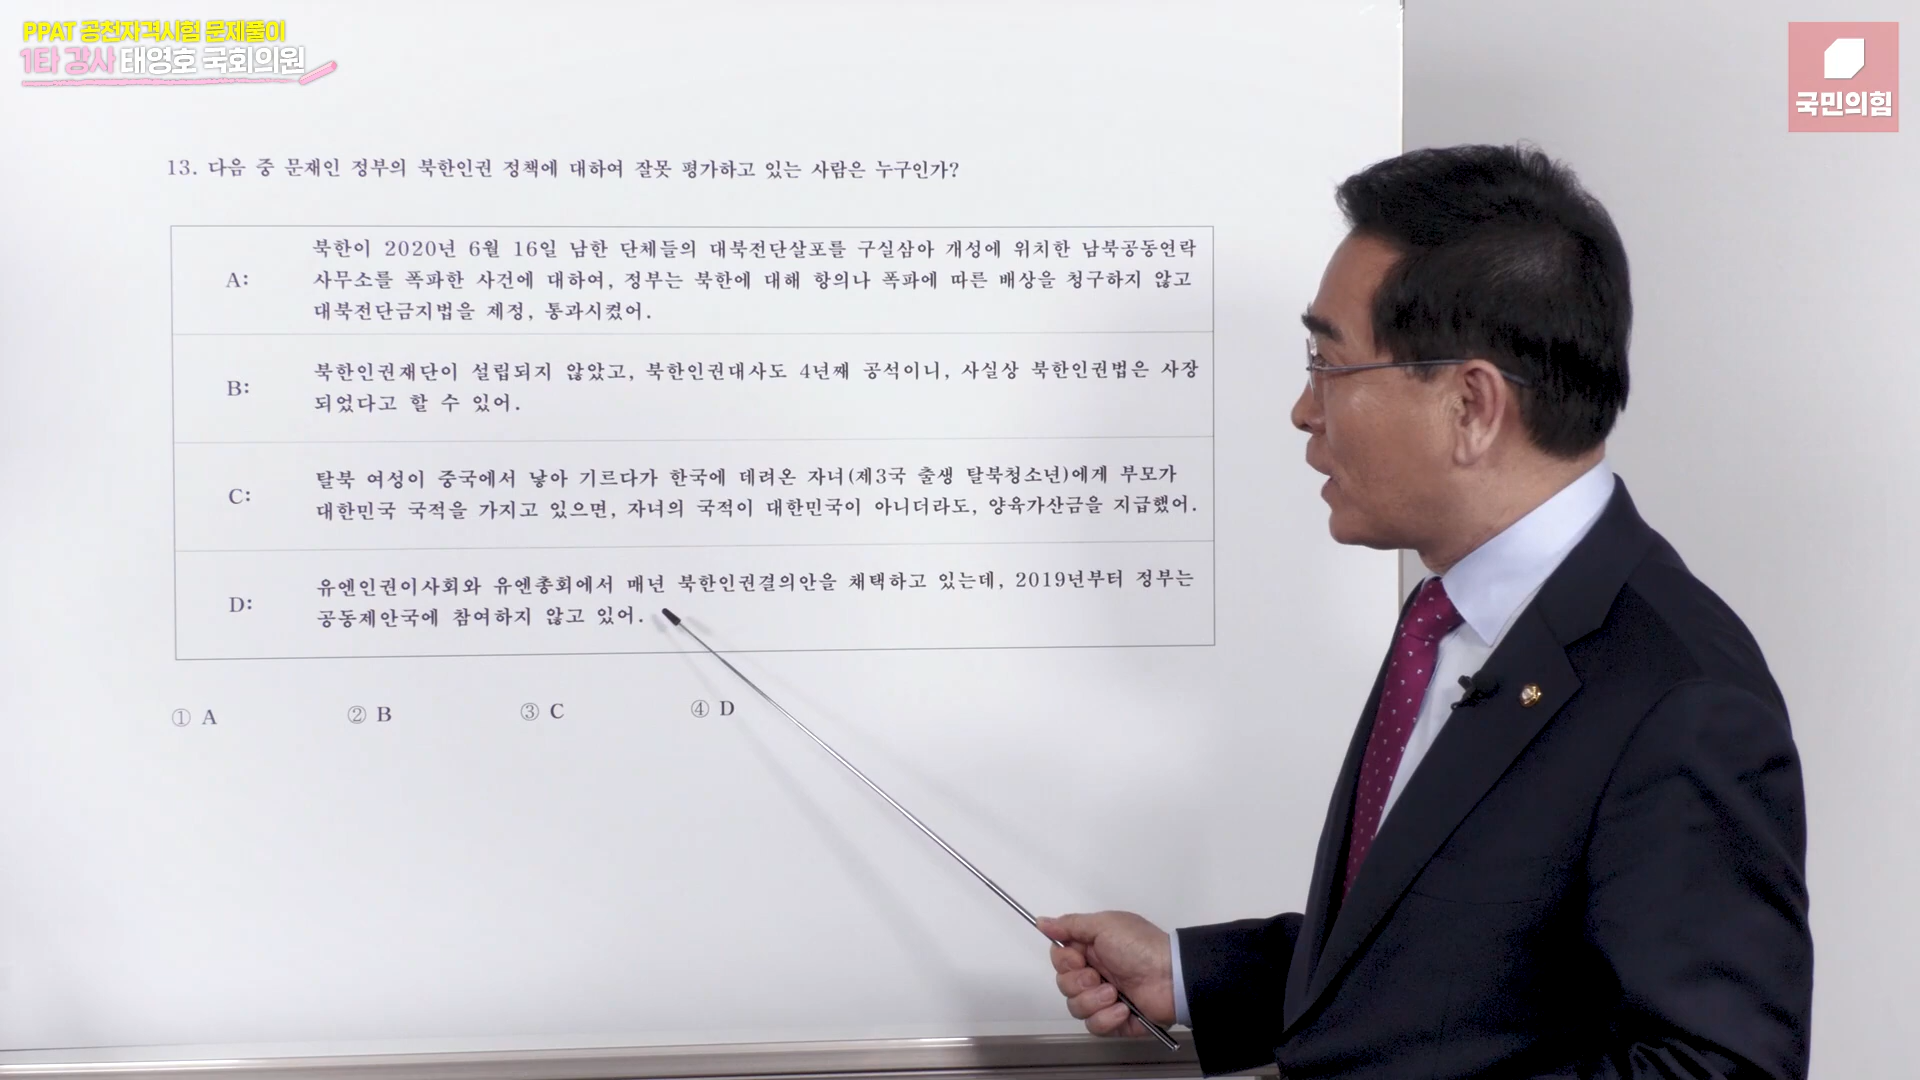 PPAT 공천자격시험 문제풀이
1타 강사 태영호 국회의원
국민의힘
13. 다음 중 문재인 정부의 북한인권 정책에 대하여 잘못 평가하고 있는 사람은 누구인가?
A:
북한이 2020년 6월 16일 남한 단체들의 대북전단살포를 구실삼아 개성에 위치한 남북공동연락
사무소를 폭파한 사건에 대하여, 정부는 북한에 대해 항의나 폭파에 따른 배상을 청구하지 않고
대북전단금지법을 제정, 통과시켰어.
B:
북한인권재단이 설립되지 않았고, 북한인권대사도 4년째 공석이니, 사실상 북한인권법은 사장
되었다고 할 수 있어.
C:
탈북 여성이 중국에서 낳아 기르다가 한국에 데려온 자녀(제3국 출생 탈북청소년)에게 부모가
대한민국 국적을 가지고 있으면, 자녀의 국적이 대한민국이 아니더라도, 양육가산금을 지급했어.
D:
유엔인권이사회와 유엔총회에서 매년 북한인권결의안을 채택하고 있는데, 2019년부터 정부는
공동제안국에 참여하지 않고 있어.
① A ② B ③ C ④ D